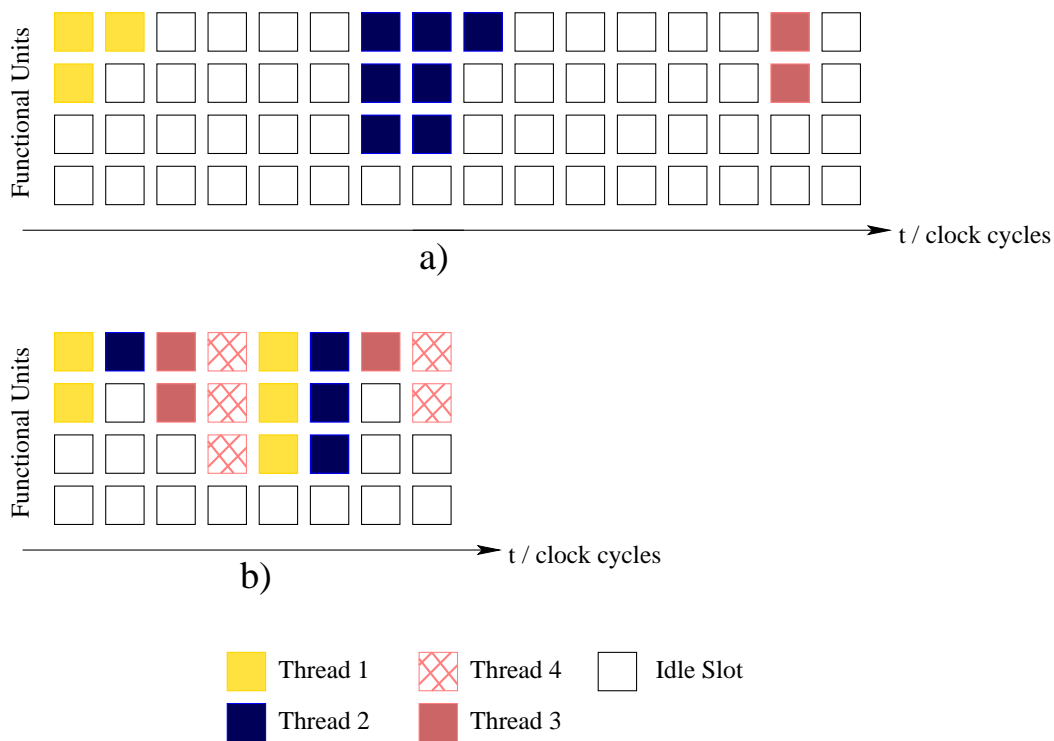 Functional Units
t / clock cycles
a)
Functional Units
t / clock cycles
b)
Thread 1
Thread 4
Idle Slot
Thread 2
Thread 3